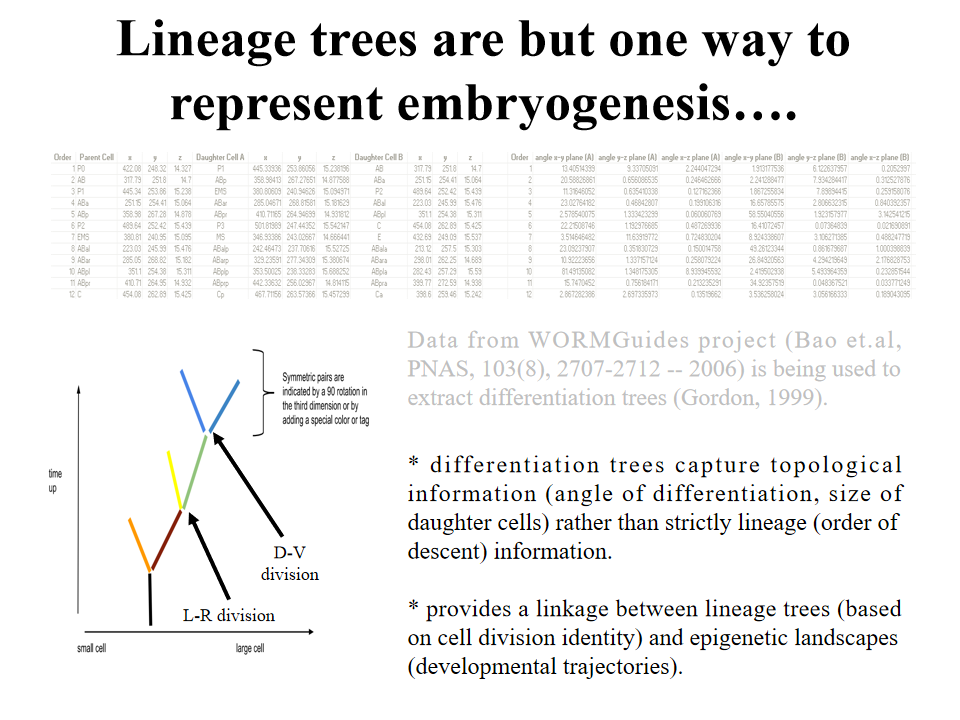 Lineage trees are but one way to
represent embryogenesis….
Order Parent Cell x y z Daughter Cell A x y z Daughter Cell B x y z Order angle x-y plane (A) angle y-z plane (A) angle x-z plane (A) angle x-y plane (B) angle y-z plane (B) angle x-z plane (B)
1 P0 422.08 248.32 14.327 P1 445.33936 253.86056 15.238196 AB 317.79 251.8 14.7 1 13.40514399 9.33705091 2.244047294 1.913177536 6.122637957 0.2052997
2 AB 317.79 251.8 14.7 ABp 358.98413 267.27651 14.877588 ABa 251.15 254.41 15.064 2 20.58826861 0.656086535 0.246462666 2.241288477 7.934284417 0.312527876
3 P1 445.34 253.86 15.238 EMS 380.80609 240.94626 15.094971 P2 489.64 252.42 15.439 3 11.31648052 0.635410338 0.127162366 1.867255834 7.89894415 0.259158076
4 ABa 251.15 254.41 15.064 ABar 285.04671 268.81581 15.181629 ABal 223.03 245.99 15.476 4 23.02764182 0.46842807 0.199106316 16.65785575 2.806632315 0.840392357
5 ABp 358.98 267.28 14.878 ABpr 410.77165 264.94699 14.931812 ABpl 351.1 254.38 15.311 5 2.578540075 1.333423299 0.060060769 58.55040556 1.923157977 3.142541215
6 P2 489.64 252.42 15.439 P3 501.81989 247.44352 15.542147 C 454.08 262.89 15.425 6 22.21508746 1.192976685 0.487269936 16.41072457 0.07364839 0.021690891
7 EMS 380.81 240.95 15.095 MS 346.93386 243.02667 14.666441 E 432.69 249.09 15.537 7 3.514646482 11.63919772 0.724830204 8.924338607 3.106271385 0.488247719
8 ABal 223.03 245.99 15.476 ABalp 242.46473 237.70616 15.52725 ABala 213.12 257.5 15.303 8 23.09237907 0.351830729 0.150014758 49.26123344 0.861679687 1.000398839
9 ABar 285.05 268.82 15.182 ABarp 329.23591 277.34309 15.380674 ABara 298.01 262.25 14.689 9 10.92223656 1.337157124 0.258079224 26.84920563 4.294219649 2.176828753
10 ABpl 351.1 254.38 15.311 ABplp 353.50025 238.33283 15.688252 ABpla 282.43 257.29 15.59 10 81.49135082 1.348175305 8.939945592 2.419502938 5.493964359 0.232851544
11 ABpr 410.71 264.95 14.932 ABprp 442.33632 256.02967 14.814115 ABpra 399.77 272.59 14.938 11 15.7470452 0.756184171 0.213235291 34.92357519 0.048367521 0.033771249
12 C 454.08 262.89 15.425 Cp 467.71156 263.57366 15.457299 Ca 398.6 259.46 15.242 12 2.867282386 2.697335973 0.13519662 3.536258024 3.056166333 0.189043095
Data from WORMGuides project (Bao et.al,
PNAS, 103(8), 2707-2712 -- 2006) is being used to
extract differentiation trees (Gordon, 1999).
Symmetric pairs are
indicated by a 90 rotation in
the third dimension or by
adding a special color or tag
time
up
* differentiation trees capture topological
information (angle of differentiation, size of
daughter cells) rather than strictly lineage (order of
descent) information.
D-V
division
L-R division
* provides a linkage between lineage trees (based
on cell division identity) and epigenetic landscapes
(developmental trajectories).
small cell
large cell